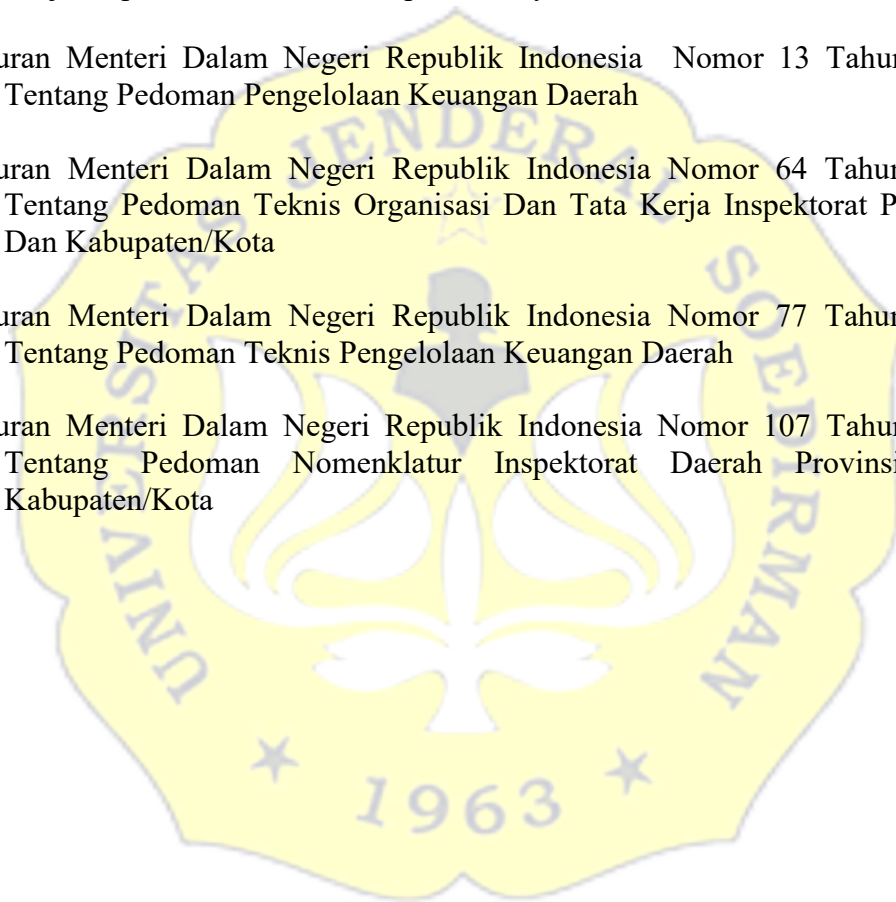 uran Menteri Dalam Negeri Republik Indonesia Nomor 13 Tahun
Tentang Pedoman Pengelolaan Keuangan Daerah
uran Menteri Dalam Negeri Republik Indonesia Nomor 64 Tahun
Tentang Pedoman Teknis Organisasi Dan Tata Kerja Inspektorat P
Dan Kabupaten/Kota
uran Menteri Dalam Negeri Republik Indonesia Nomor 77 Tahun
Tentang Pedoman Teknis Pengelolaan Keuangan Daerah
uran Menteri Dalam Negeri Republik Indonesia Nomor 107 Tahun
Tentang Pedoman Nomenklatur Inspektorat Daerah Provinsi
Kabupaten/Kota
UNIVERSITAS JENDERAL SOEDIRMAN
1963